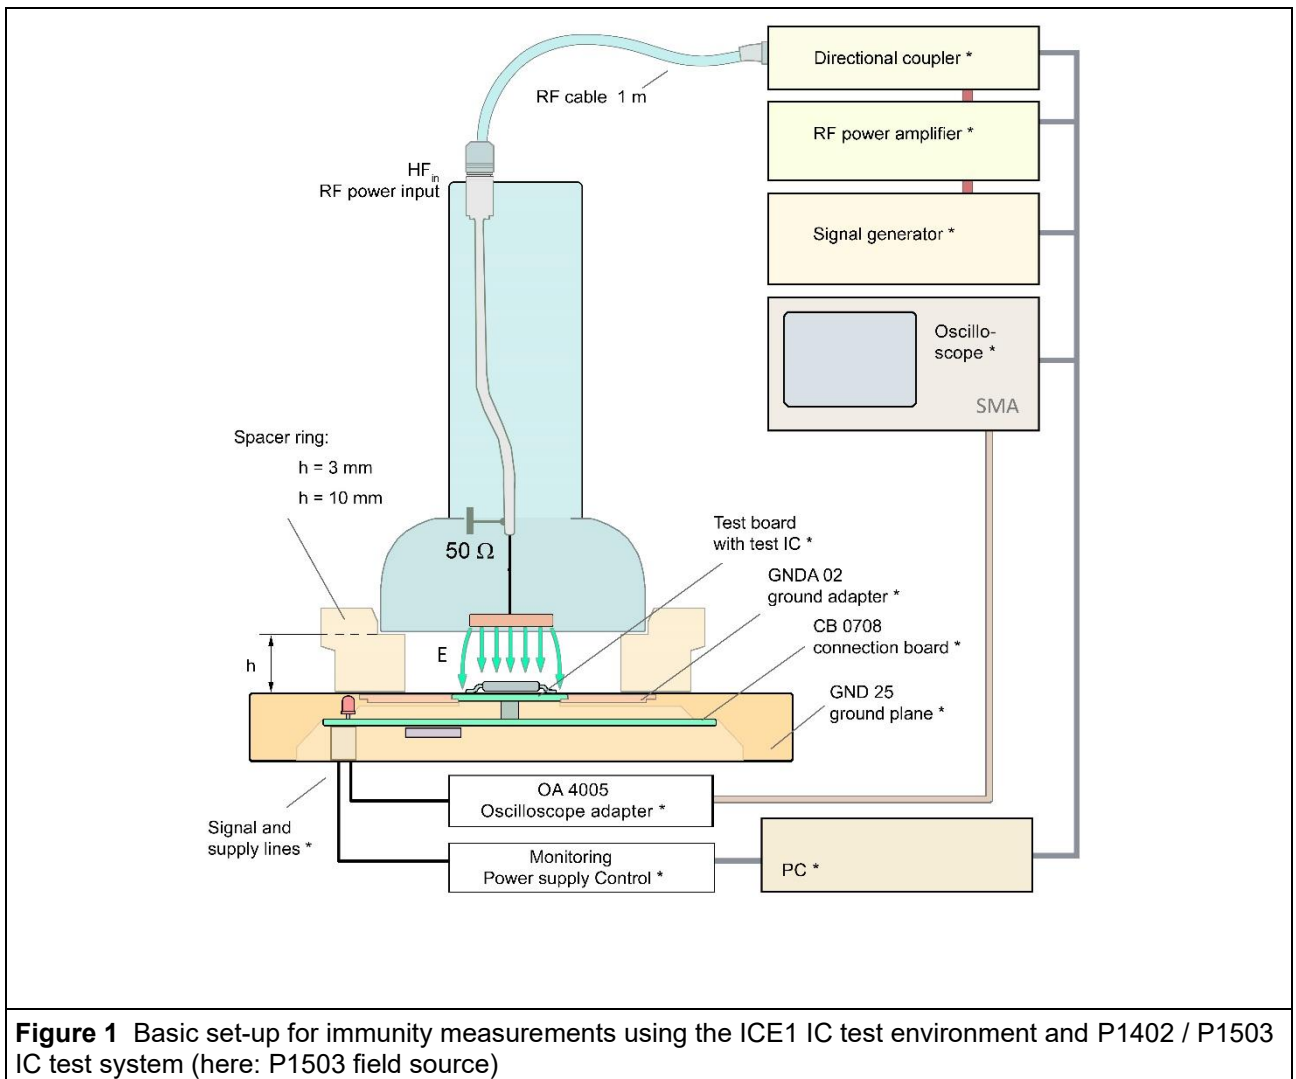 Directional coupler *
RF cable 1 m
RF power amplifier *
HFin
RF power input
Signal generator *
Oscillo-
scope *
SMA
Spacer ring:
h = 3 mm
h = 10 mm
50 Ω
Test board
with test IC *
GNDA 02
ground adapter *
CB 0708
connection board *
E
h
GND 25
ground plane *
OA 4005
Oscilloscope adapter *
Signal and
supply lines *
Monitoring
Power supply Control *
PC *
Figure 1 Basic set-up for immunity measurements using the ICE1 IC test environment and P1402 / P1503
IC test system (here: P1503 field source)